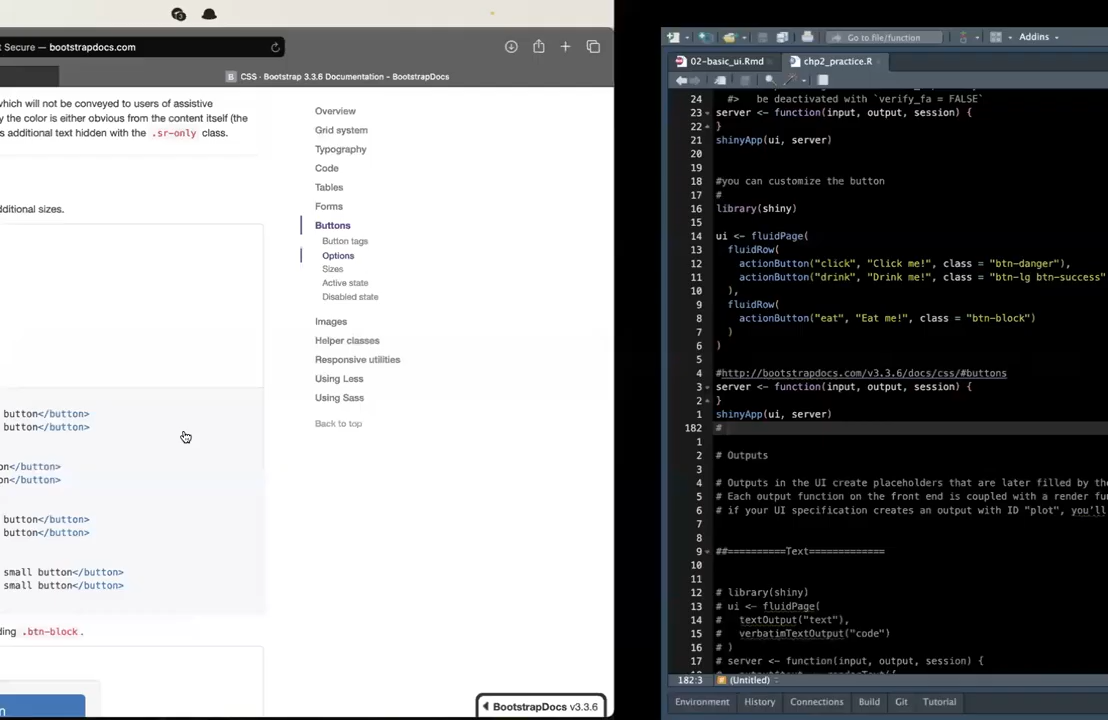 t Secure — bootstrapdocs.com
B CSS · Bootstrap 3.3.6 Documentation - BootstrapDocs
which will not be conveyed to users of assistive
y the color is either obvious from the content itself (the
s additional text hidden with the .sr-only class.
dditional sizes.
button</button>
button</button>
on</button>
on</button>
button</button>
button</button>
small button</button>
small button</button>
ding .btn-block.
n
Overview
Grid system
Typography
Code
Tables
Forms
Buttons
Button tags
Options
Sizes
Active state
Disabled state
Images
Helper classes
Responsive utilities
Using Less
Using Sass
Back to top
BootstrapDocs v3.3.6
Go to file/function
Addins
02-basic_ui.Rmd
chp2_practice.R
24 #> be deactivated with `verify_fa = FALSE`
23 server <- function(input, output, session) {
22 }
21 shinyApp(ui, server)
20
19
18 #you can customize the button
17 #
16 library(shiny)
15
14 ui <- fluidPage(
13 fluidRow(
12 actionButton("click", "Click me!", class = "btn-danger"),
11 actionButton("drink", "Drink me!", class = "btn-lg btn-success"
10 ),
9 fluidRow(
8 actionButton("eat", "Eat me!", class = "btn-block")
7 )
6 )
5
4 #http://bootstrapdocs.com/v3.3.6/docs/css/#buttons
3 server <- function(input, output, session) {
2 }
1 shinyApp(ui, server)
182 #
1
2 # Outputs
3
4 # Outputs in the UI create placeholders that are later filled by the
5 # Each output function on the front end is coupled with a render fu
6 # if your UI specification creates an output with ID "plot", you'll
7
8
9 ##==========Text=============
10
11
12 # library(shiny)
13 # ui <- fluidPage(
14 # textOutput("text"),
15 # verbatimTextOutput("code")
16 # )
17 # server <- function(input, output, session) {
182:3 # (Untitled)
Environment History Connections Build Git Tutorial